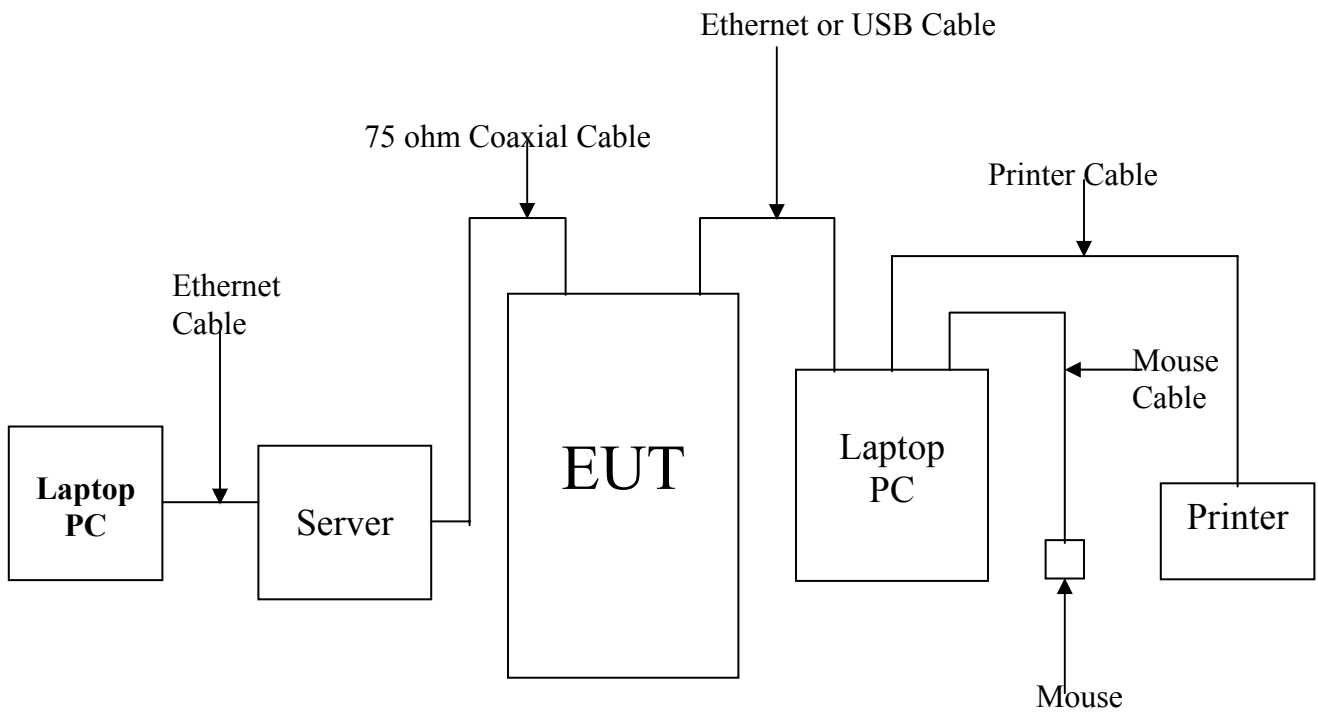 Ethernet or USB Cable
75 ohm Coaxial Cable
Printer Cable
Ethernet
Cable
Mouse
Cable
Laptop
PC
Server
EUT
Laptop
PC
Printer
Mouse